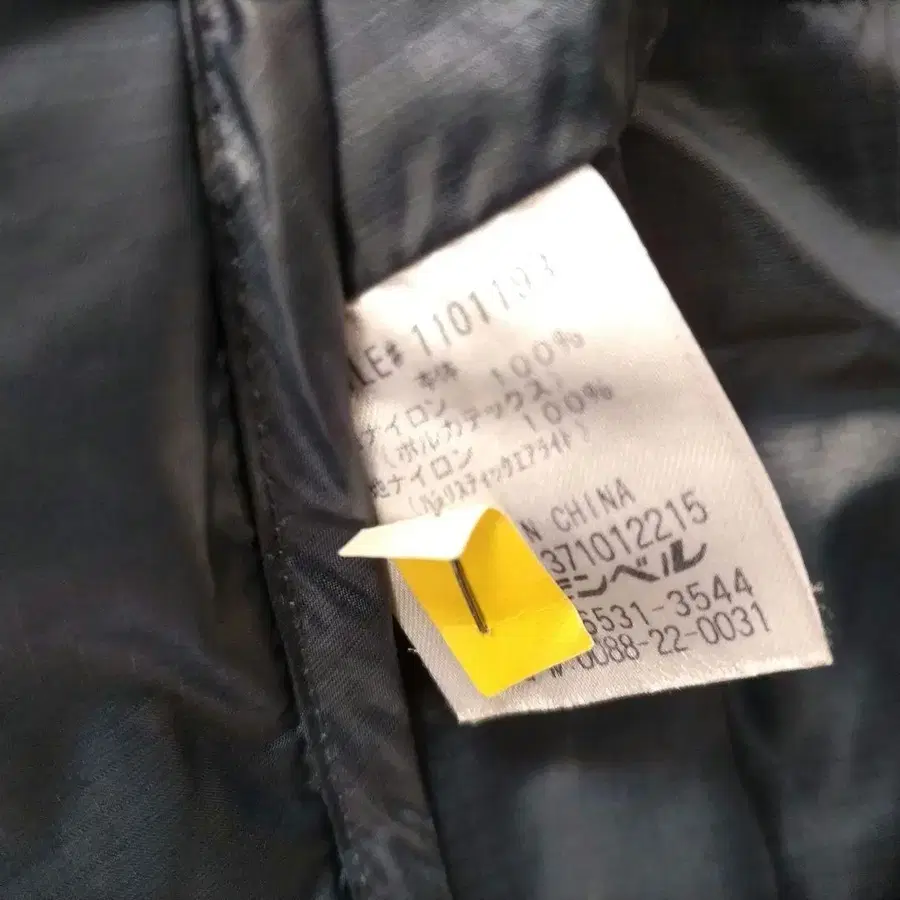 LE# 1101193
本体
ナイロン 100%
(ポルカテックス)
地ナイロン 100%
(バリスティックエアライト)
N CHINA
371012215
ンベル
6531-3544
0088-22-0031